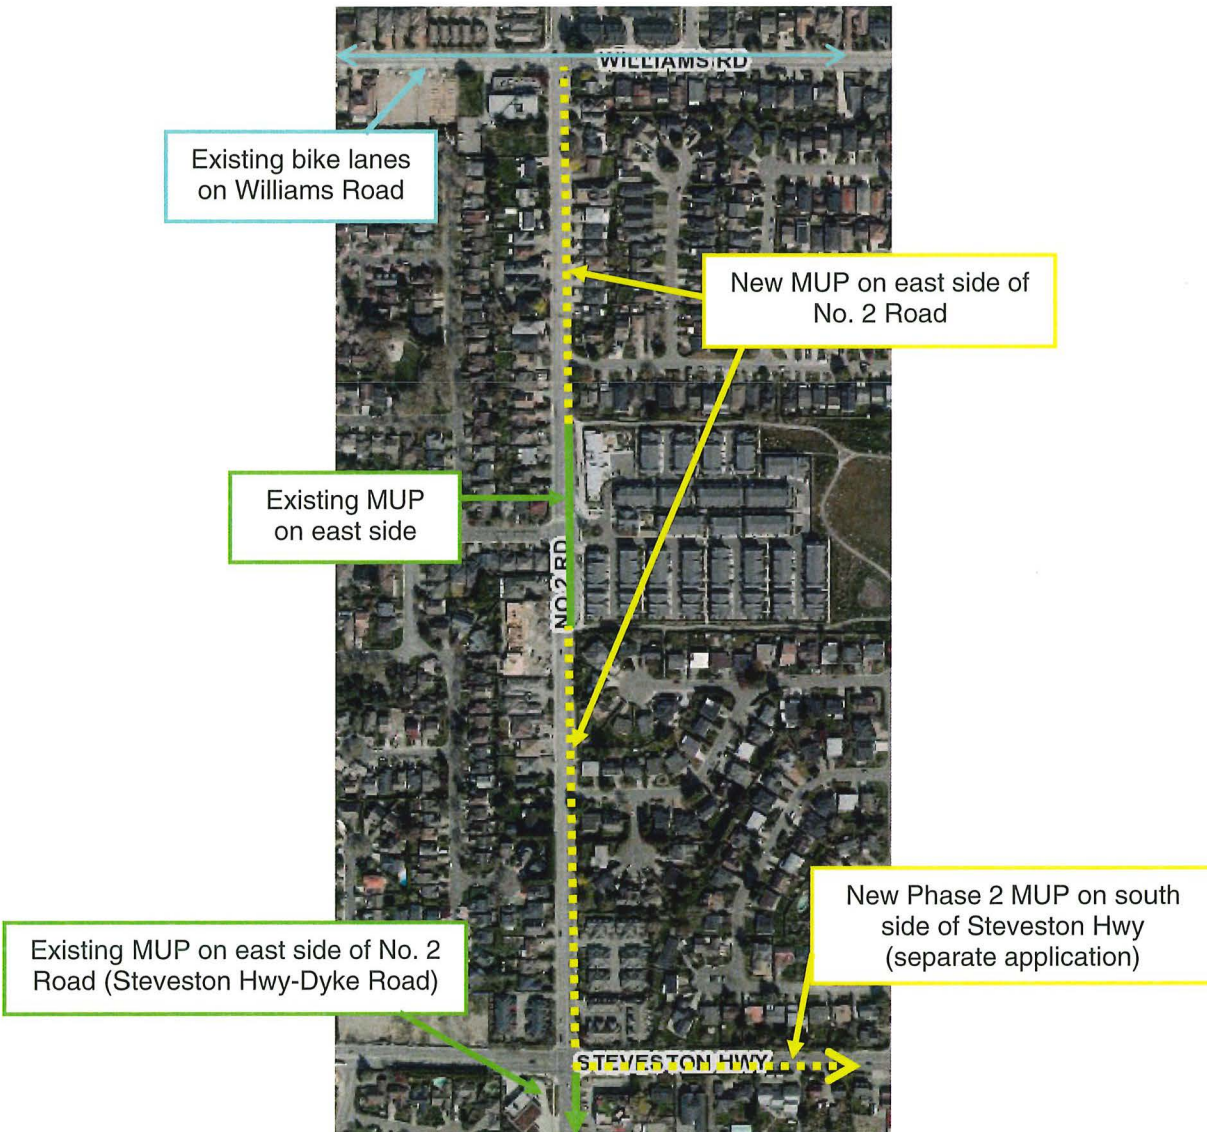 WILLIAMS RD
Existing bike lanes
on Williams Road
New MUP on east side of
No. 2 Road
Existing MUP
on east side
NO 2 RD
New Phase 2 MUP on south
side of Steveston Hwy
(separate application)
Existing MUP on east side of No. 2
Road (Steveston Hwy-Dyke Road)
STEVESTON HWY